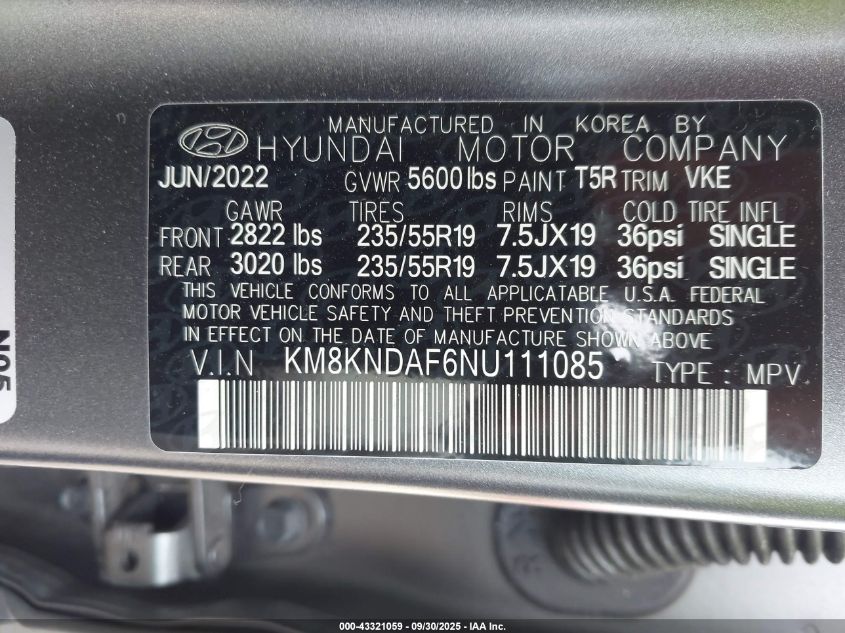 MANUFACTURED IN KOREA BY
HYUNDAI MOTOR COMPANY
JUN/2022 GVWR 5600 lbs PAINT T5R TRIM VKE
GAWR TIRES RIMS COLD TIRE INFL
FRONT 2822 lbs 235/55R19 7.5JX19 36psi SINGLE
REAR 3020 lbs 235/55R19 7.5JX19 36psi SINGLE
THIS VEHICLE CONFORMS TO ALL APPLICATABLE U.S.A. FEDERAL
MOTOR VEHICLE SAFETY AND THEFT PREVENTION STANDARDS
IN EFFECT ON THE DATE OF MANUFACTURE SHOWN ABOVE
V.I.N KM8KNDAF6NU111085 TYPE : MPV
N05
000-43321059 - 09/30/2025 - IAA Inc.